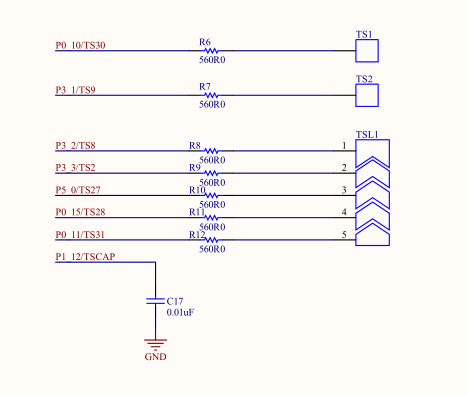 TS1
P0_10/TS30
R6
560R0
TS2
P3_1/TS9
R7
560R0
TSL1
P3_2/TS8
R8
560R0
1
P3_3/TS2
R9
560R0
2
P5_0/TS27
R10
560R0
3
P0_15/TS28
R11
560R0
4
P0_11/TS31
R12
560R0
5
P1_12/TSCAP
C17
0.01uF
GND